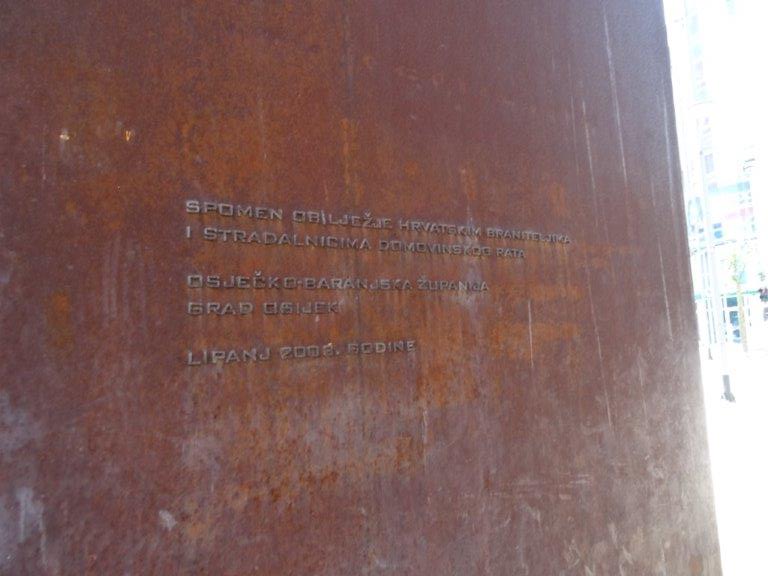 SPOMEN OBILJEŽJE HRVATSKIM BRANITELJIMA
I STRADALNICIMA DOMOVINSKOG RATA
OSJEČKO-BARANJSKA ŽUPANIJA
GRAD OSIJEK
LIPANJ 2008. GODINE